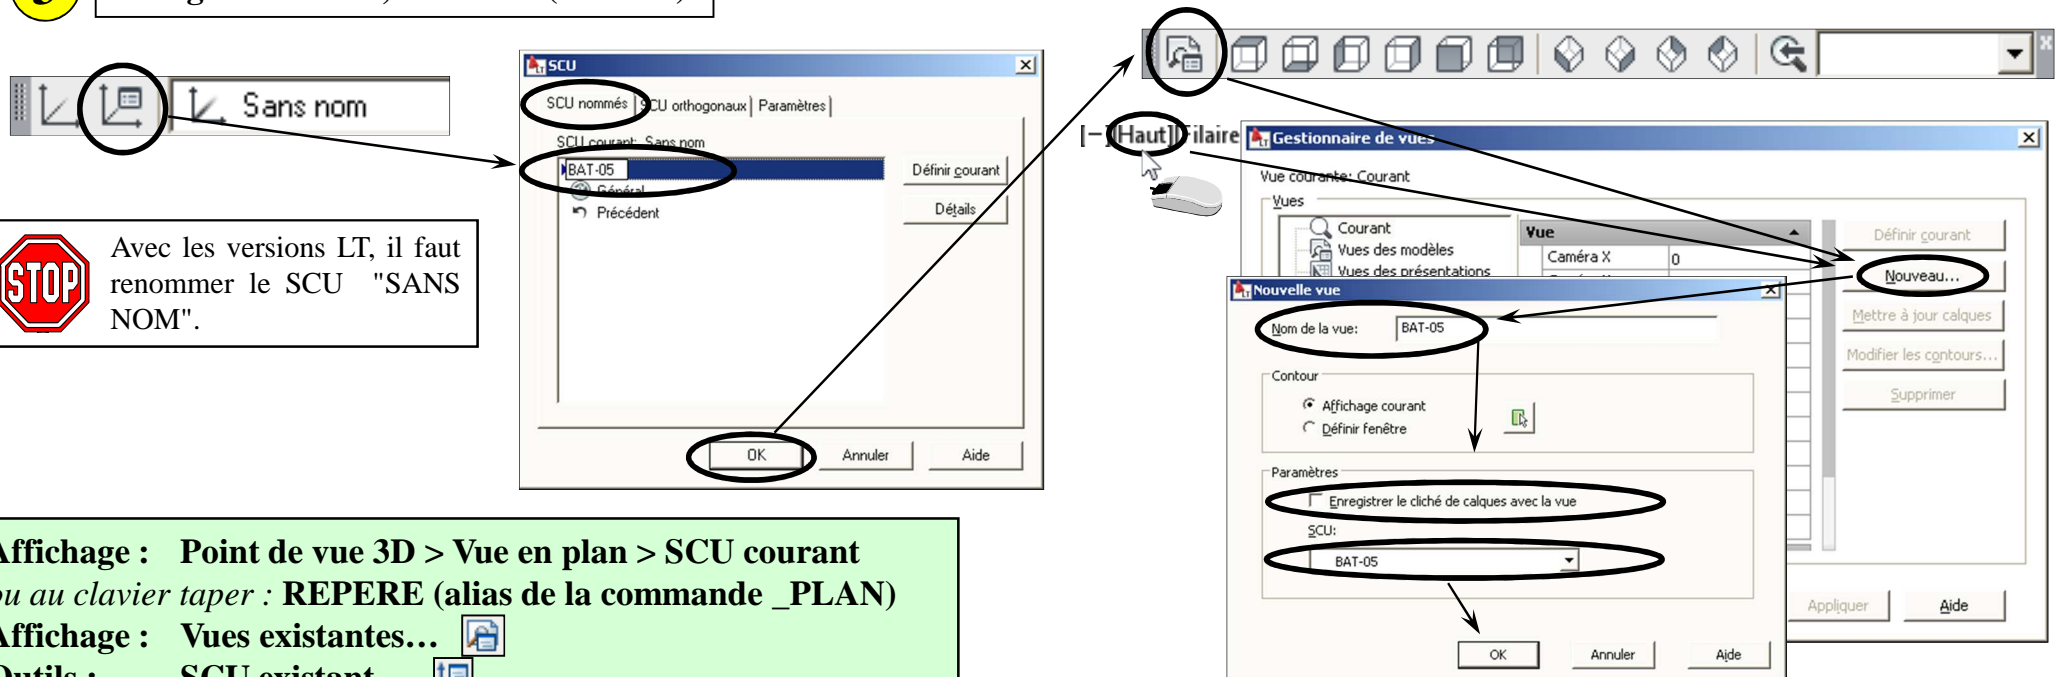 Sans nom
Avec les versions LT, il faut
renommer le SCU "SANS
NOM".
SCU
SCU nommés SCU orthogonaux Paramètres
SCU courant: Sans nom
BAT-05
Général
Précédent
Définir courant
Détails
OK Annuler Aide
[−][Haut][Filaire
Gestionnaire de vues
Vue courante: Courant
Vues
Courant
Vues des modèles
Vues des présentations
Vue
Caméra X 0
Définir courant
Nouveau...
Mettre à jour calques
Modifier les contours...
Supprimer
Appliquer Aide
Nouvelle vue
Nom de la vue: BAT-05
Contour
Affichage courant
Définir fenêtre
Paramètres
Enregistrer le cliché de calques avec la vue
SCU:
BAT-05
OK Annuler Aide
STOP
Affichage : Point de vue 3D > Vue en plan > SCU courant
ou au clavier taper : REPERE (alias de la commande _PLAN)
Affichage : Vues existantes…
Outils : SCU existant